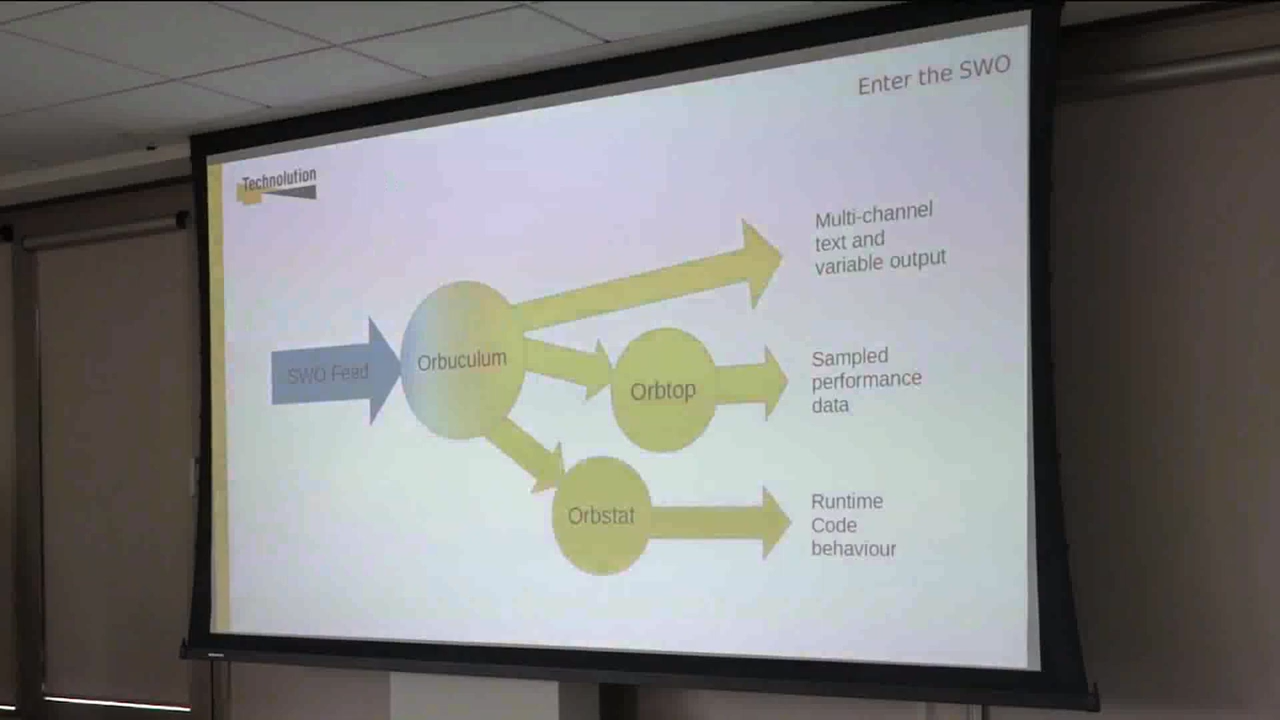 Enter the SWO
Technolution
Multi-channel
text and
variable output
SWO Feed
Orbuculum
Orbtop
Sampled
performance
data
Orbstat
Runtime
Code
behaviour